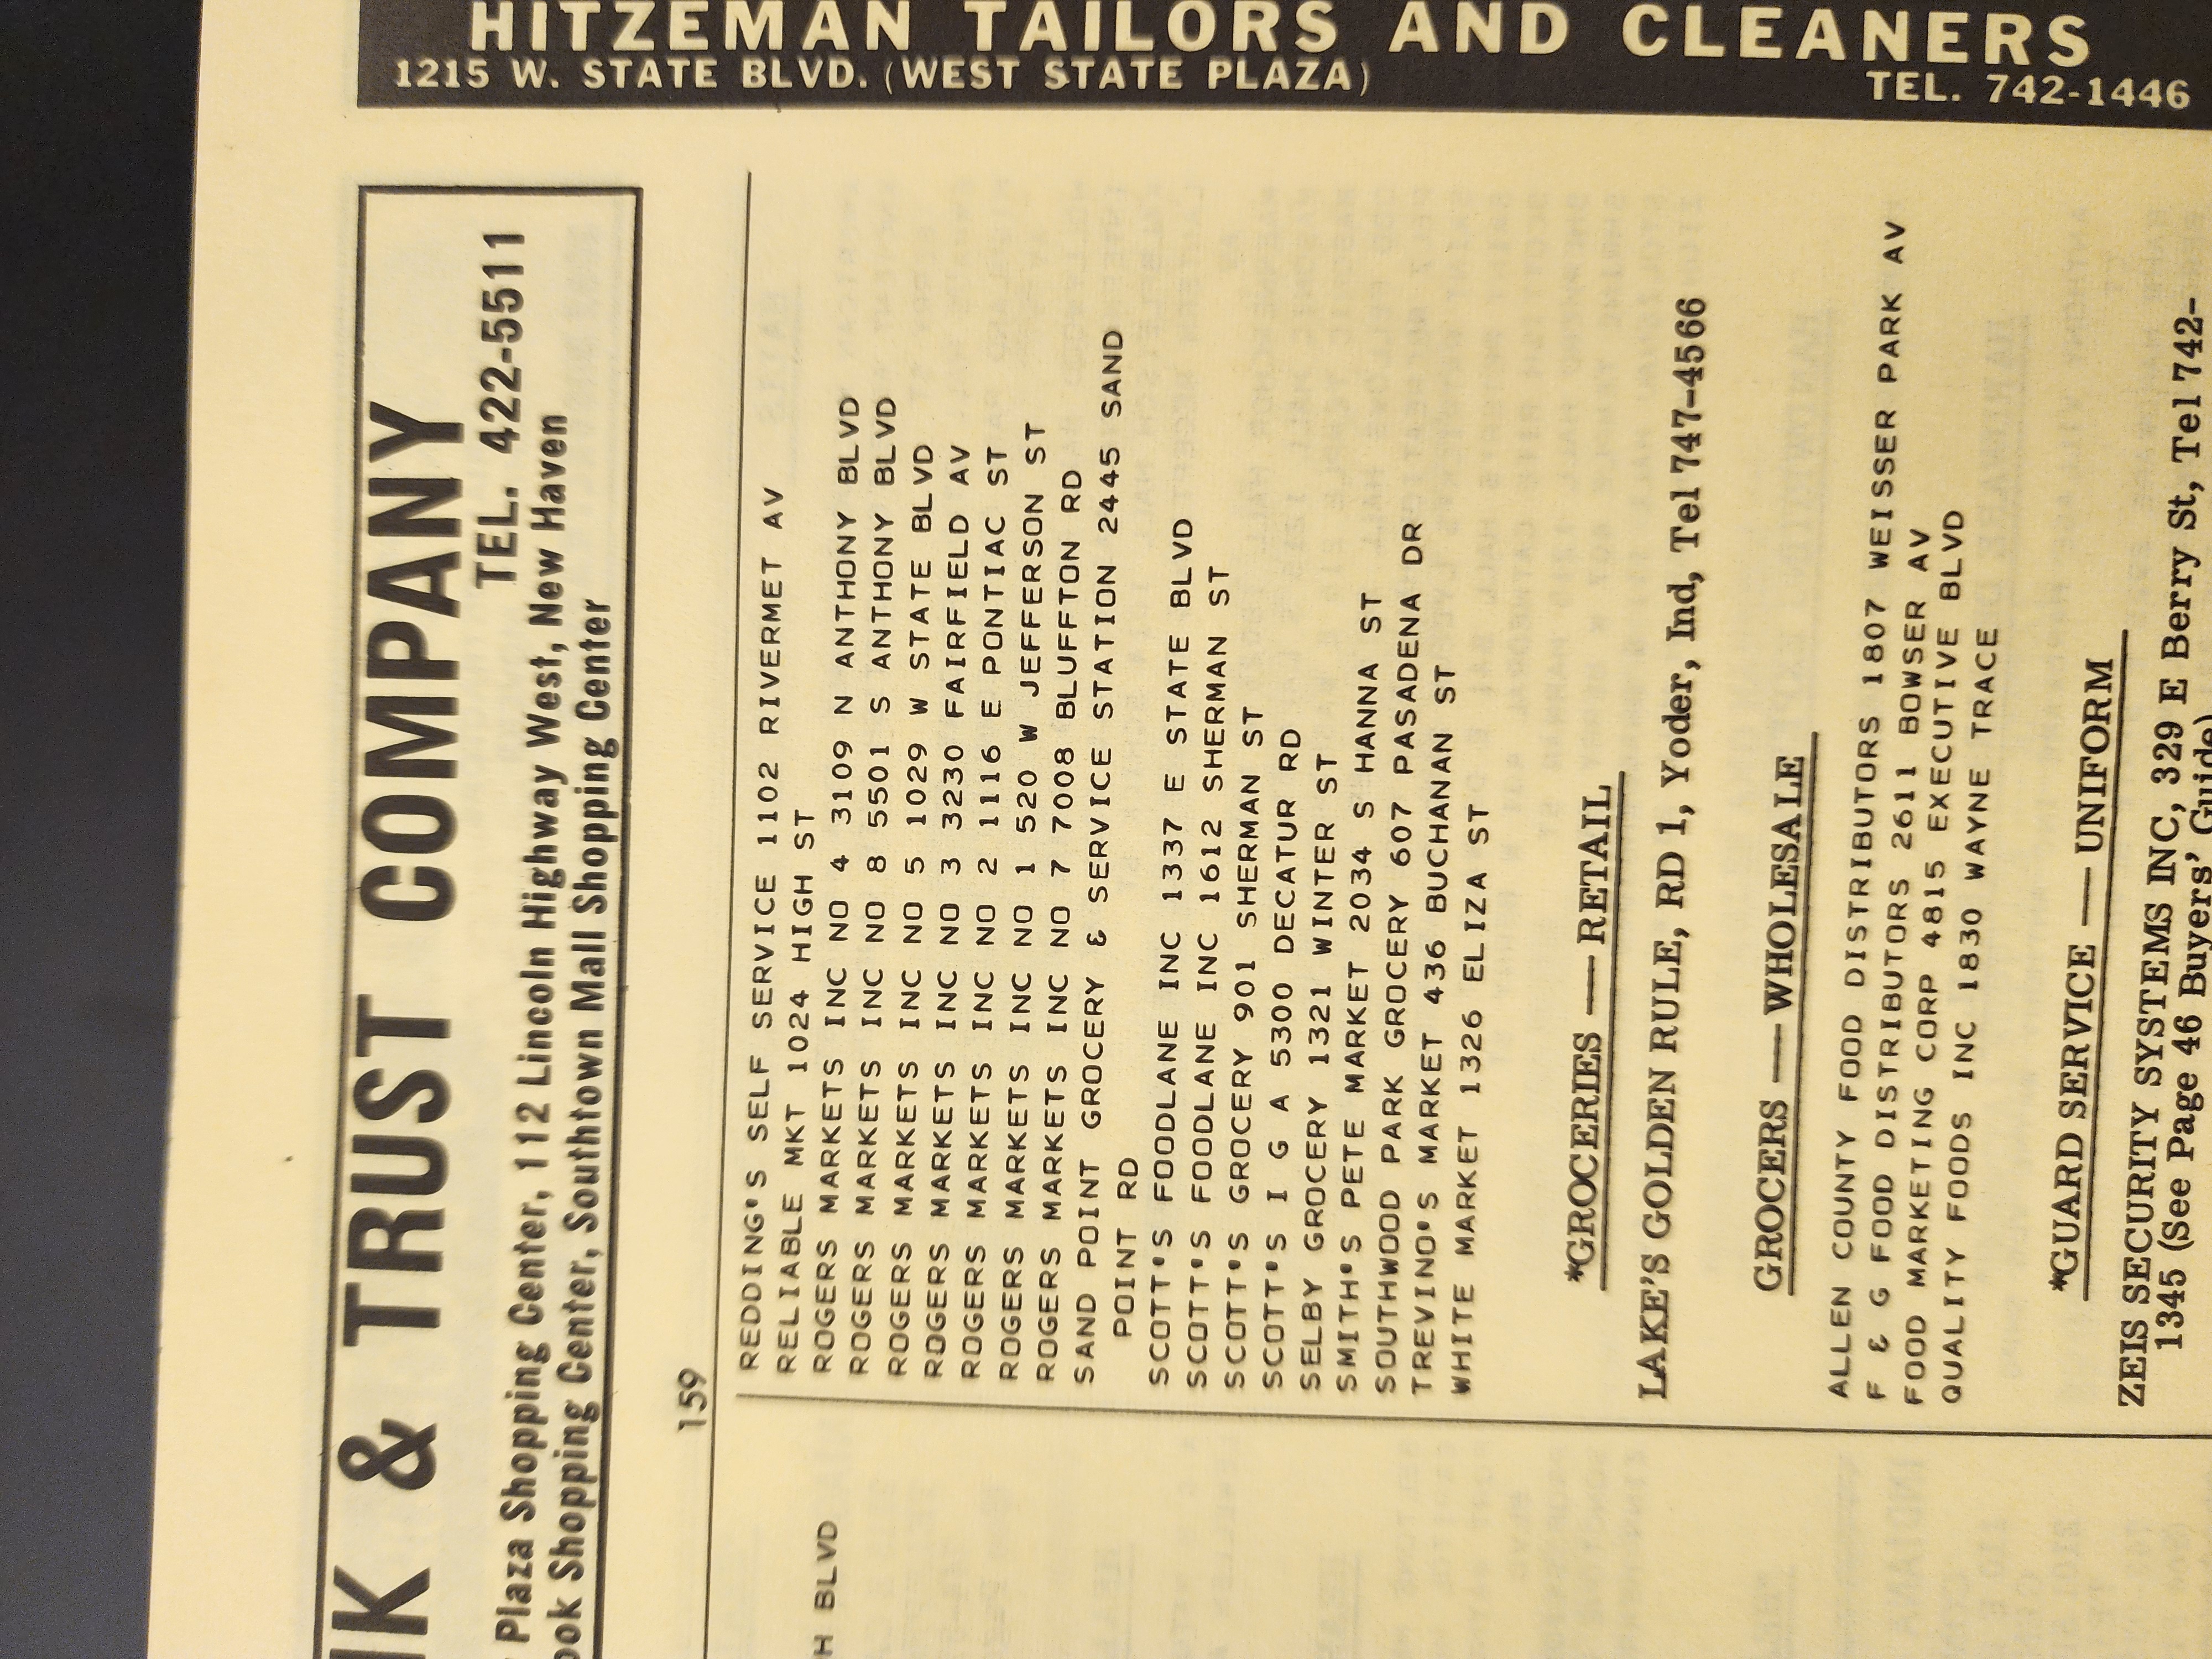 HITZEMAN TAILORS AND CLEANERS
1215 W. STATE BLVD. (WEST STATE PLAZA)
TEL. 742-1446
& TRUST COMPANY
TEL. 422-5511
Plaza Shopping Center, 112 Lincoln Highway West, New Haven
Shopping Center, Southtown Mall Shopping Center
159
H BLVD
REDDING'S SELF SERVICE 1102 RIVERMET AV
RELIABLE MKT 1024 HIGH ST
ROGERS MARKETS INC NO 4 3109 N ANTHONY BLVD
ROGERS MARKETS INC NO 8 5501 S ANTHONY BLVD
ROGERS MARKETS INC NO 5 1029 W STATE BLVD
ROGERS MARKETS INC NO 3 3230 FAIRFIELD AV
ROGERS MARKETS INC NO 2 1116 E PONTIAC ST
ROGERS MARKETS INC NO 1 520 W JEFFERSON ST
ROGERS MARKETS INC NO 7 7008 BLUFFTON RD
SAND POINT GROCERY & SERVICE STATION 2445 SAND
POINT RD
SCOTT'S FOODLANE INC 1337 E STATE BLVD
SCOTT'S FOODLANE INC 1612 SHERMAN ST
SCOTT'S GROCERY 901 SHERMAN ST
SCOTT'S I G A 5300 DECATUR RD
SELBY GROCERY 1321 WINTER ST
SMITH'S PETE MARKET 2034 S HANNA ST
SOUTHWOOD PARK GROCERY 607 PASADENA DR
TREVINO'S MARKET 436 BUCHANAN ST
WHITE MARKET 1326 ELIZA ST
*GROCERIES — RETAIL
LAKE'S GOLDEN RULE, RD 1, Yoder, Ind, Tel 747-4566
GROCERS — WHOLESALE
ALLEN COUNTY FOOD DISTRIBUTORS 1807 WEISSER PARK AV
F & G FOOD DISTRIBUTORS 2611 BOWSER AV
FOOD MARKETING CORP 4815 EXECUTIVE BLVD
QUALITY FOODS INC 1830 WAYNE TRACE
*GUARD SERVICE — UNIFORM
ZEIS SECURITY SYSTEMS INC, 329 E Berry St, Tel 742-
1345 (See Page 46 Buyers' Guide)